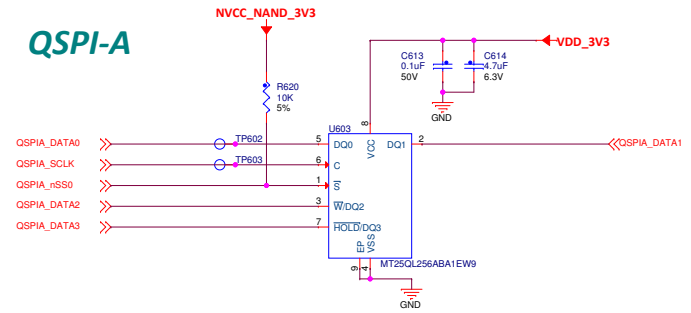 NVCC_NAND_3V3
QSPI-A
VDD_3V3
C613
0.1uF
50V
C614
4.7uF
6.3V
R620
10K
5%
GND
U603
QSPIA_DATA0
TP602
5
DQ0
VCC
8
DQ1
2
QSPIA_DATA1
QSPIA_SCLK
TP603
6
C
QSPIA_nSS0
1
S
QSPIA_DATA2
3
W/DQ2
QSPIA_DATA3
7
HOLD/DQ3
EP
VSS
9
4
MT25QL256ABA1EW9
GND